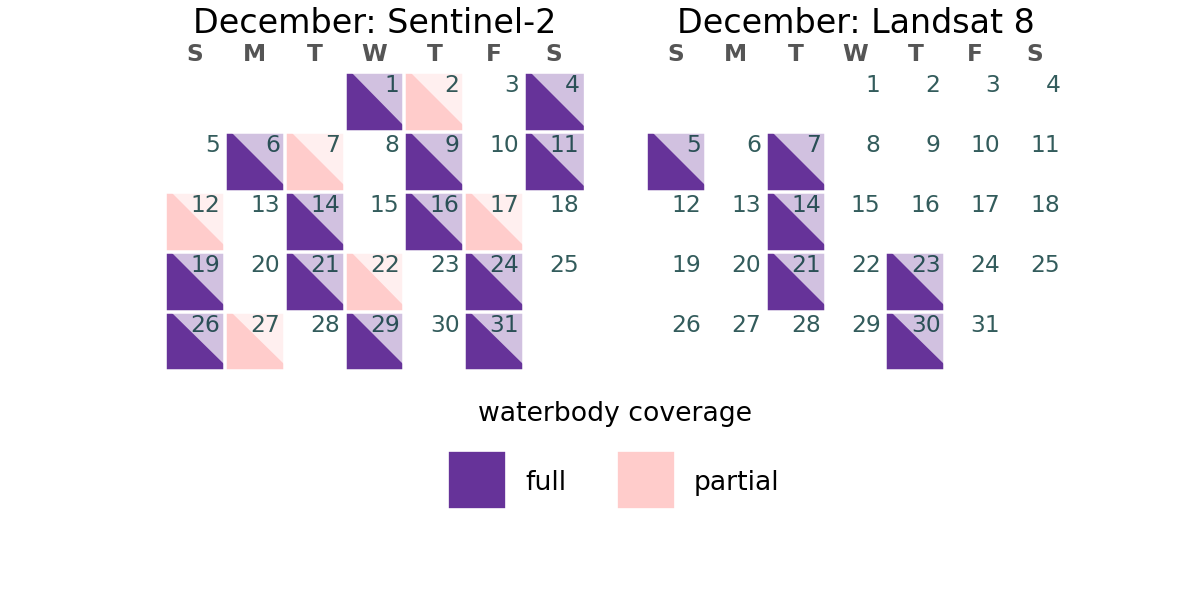 December: Sentinel-2
S M T W T F S
1 2 3 4
5 6 7 8 9 10 11
12 13 14 15 16 17 18
19 20 21 22 23 24 25
26 27 28 29 30 31
December: Landsat 8
S M T W T F S
1 2 3 4
5 6 7 8 9 10 11
12 13 14 15 16 17 18
19 20 21 22 23 24 25
26 27 28 29 30 31
waterbody coverage
full partial